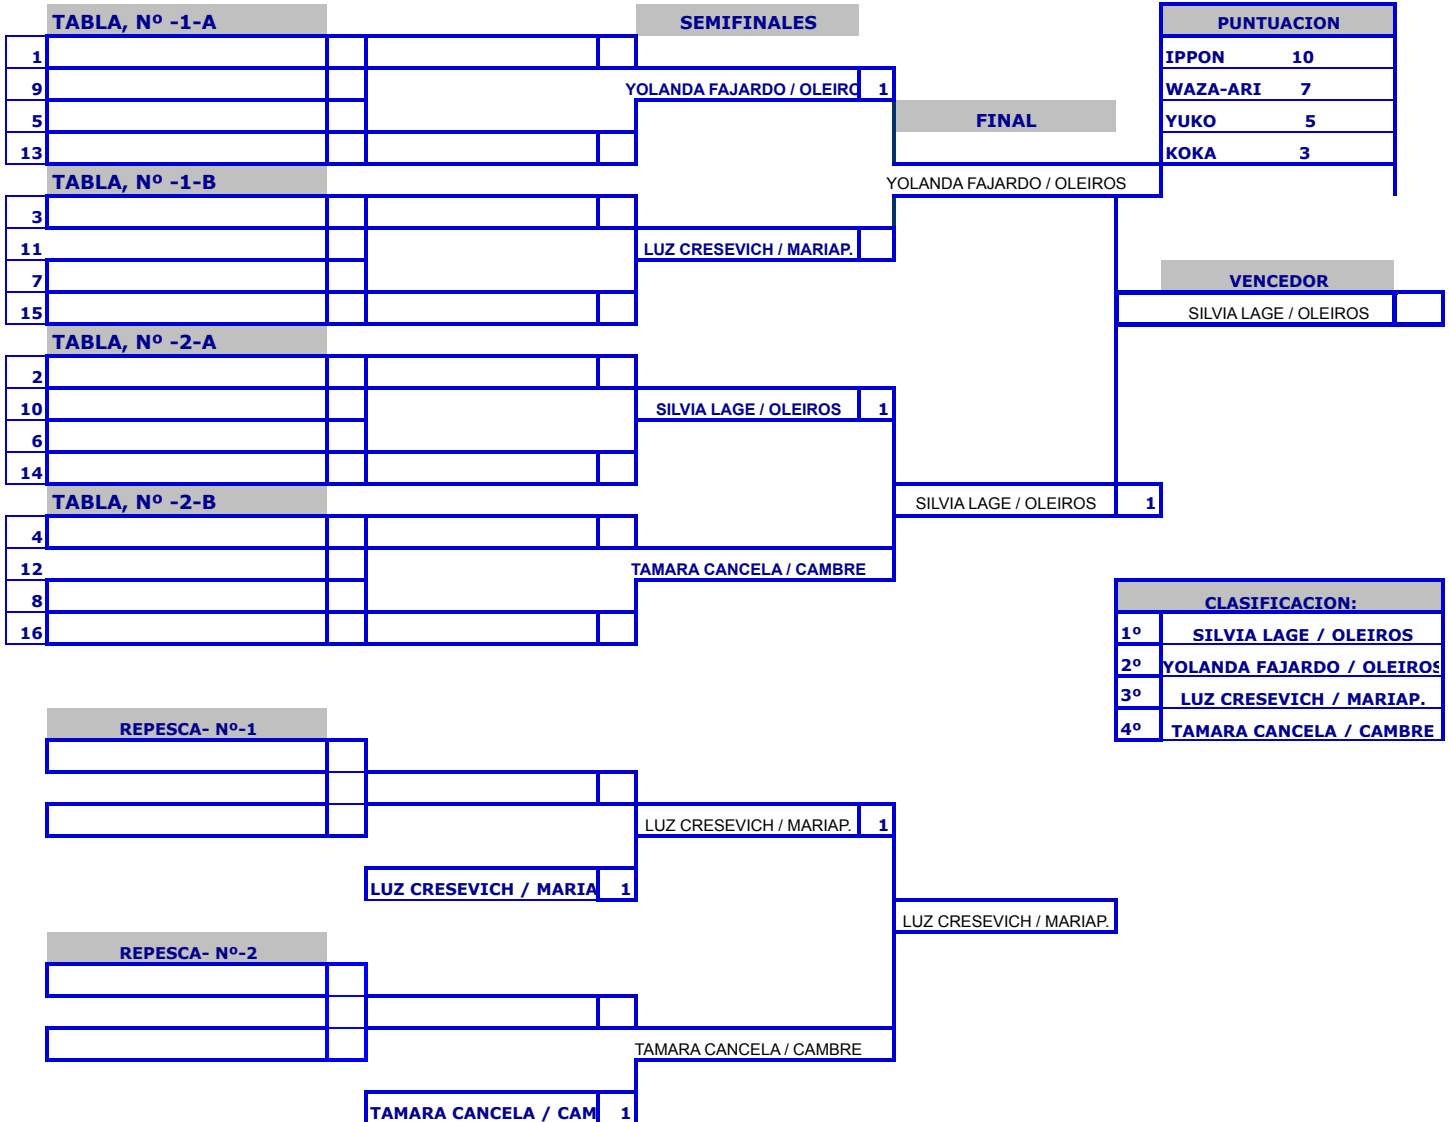 TABLA, Nº -1-A
SEMIFINALES
PUNTUACION
1
IPPON 10
9
YOLANDA FAJARDO / OLEIRO 1
WAZA-ARI 7
5
FINAL
YUKO 5
13
KOKA 3
TABLA, Nº -1-B
YOLANDA FAJARDO / OLEIROS
3
11
LUZ CRESEVICH / MARIAP.
7
VENCEDOR
15
SILVIA LAGE / OLEIROS
TABLA, Nº -2-A
2
10
SILVIA LAGE / OLEIROS 1
6
14
TABLA, Nº -2-B
SILVIA LAGE / OLEIROS 1
4
12
TAMARA CANCELA / CAMBRE
8
CLASIFICACION:
16
1º SILVIA LAGE / OLEIROS
2º YOLANDA FAJARDO / OLEIROS
3º LUZ CRESEVICH / MARIAP.
4º TAMARA CANCELA / CAMBRE
REPESCA- Nº-1
LUZ CRESEVICH / MARIAP. 1
LUZ CRESEVICH / MARIA 1
LUZ CRESEVICH / MARIAP.
REPESCA- Nº-2
TAMARA CANCELA / CAMBRE
TAMARA CANCELA / CAM 1